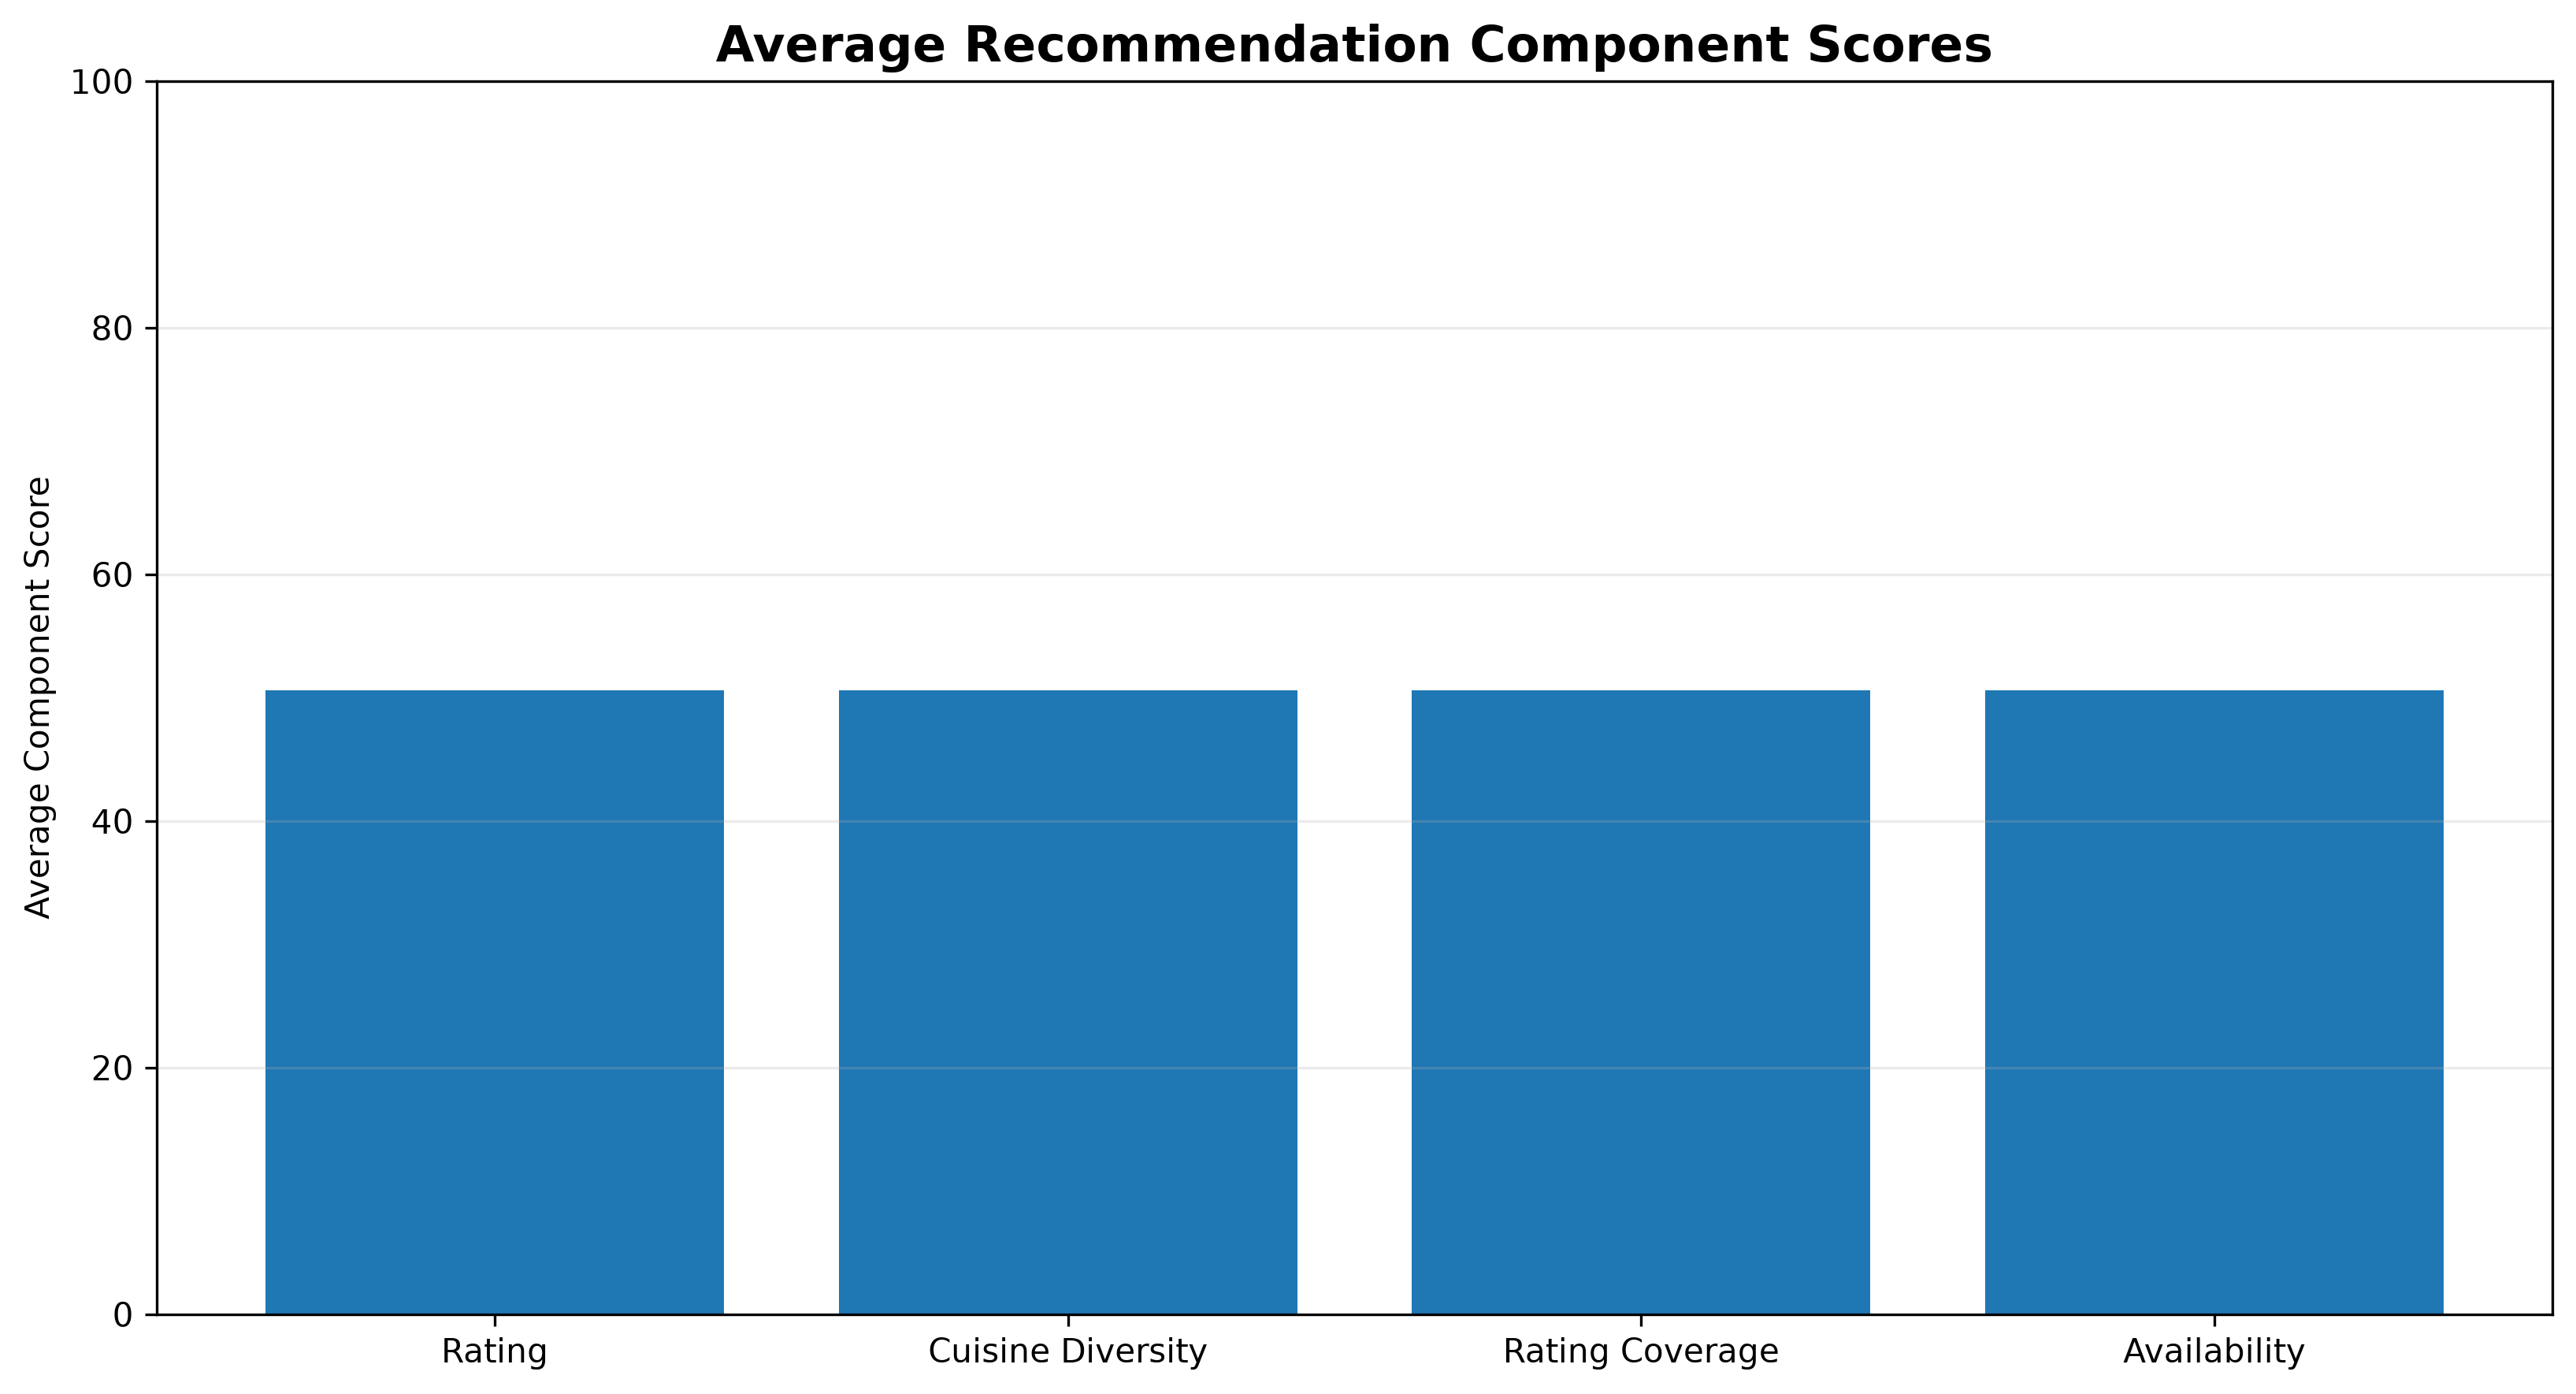 Average Recommendation Component Scores
Average Component Score
100
80
60
40
20
0
Rating
Cuisine Diversity
Rating Coverage
Availability